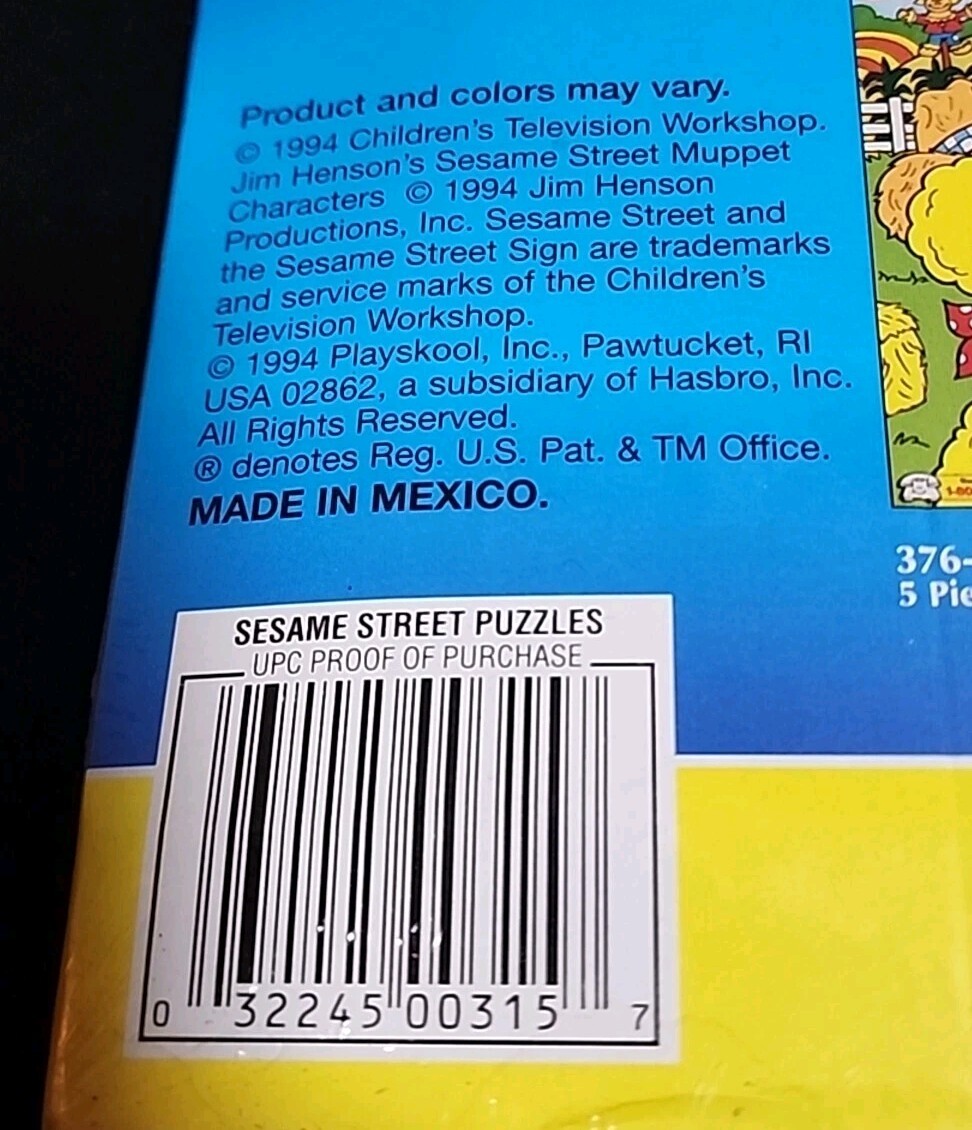 Product and colors may vary.
© 1994 Children's Television Workshop.
Jim Henson's Sesame Street Muppet
Characters © 1994 Jim Henson
Productions, Inc. Sesame Street and
the Sesame Street Sign are trademarks
and service marks of the Children's
Television Workshop.
© 1994 Playskool, Inc., Pawtucket, RI
USA 02862, a subsidiary of Hasbro, Inc.
All Rights Reserved.
® denotes Reg. U.S. Pat. & TM Office.
MADE IN MEXICO.
376-
5 Pie
SESAME STREET PUZZLES
UPC PROOF OF PURCHASE
0 32245 00315 7